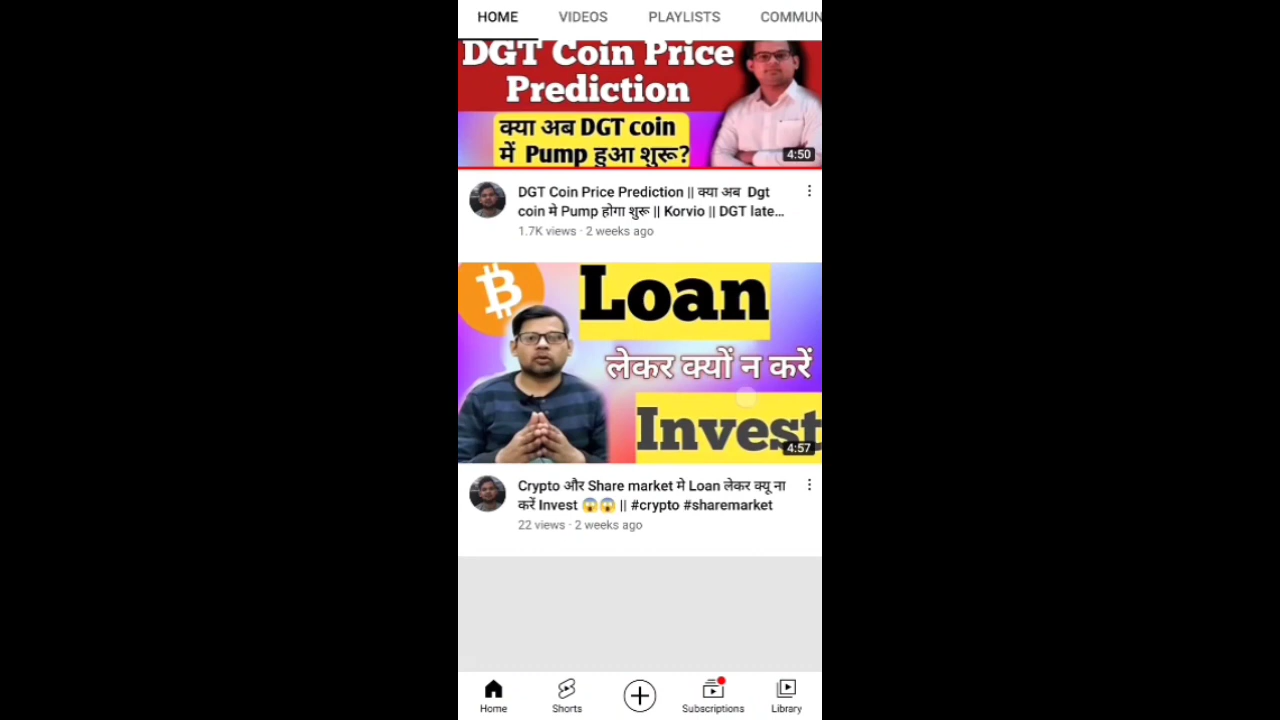 HOME VIDEOS PLAYLISTS COMMUN
DGT Coin Price
Prediction
क्या अब DGT coin
में Pump हुआ शुरू?
4:50
DGT Coin Price Prediction || क्या अब Dgt
coin मे Pump होगा शुरू || Korvio || DGT late...
1.7K views · 2 weeks ago
Loan
लेकर क्यों न करें
Invest
4:57
Crypto और Share market मे Loan लेकर क्यू ना
करें Invest 😱😱 || #crypto #sharemarket
22 views · 2 weeks ago
Home Shorts Subscriptions Library